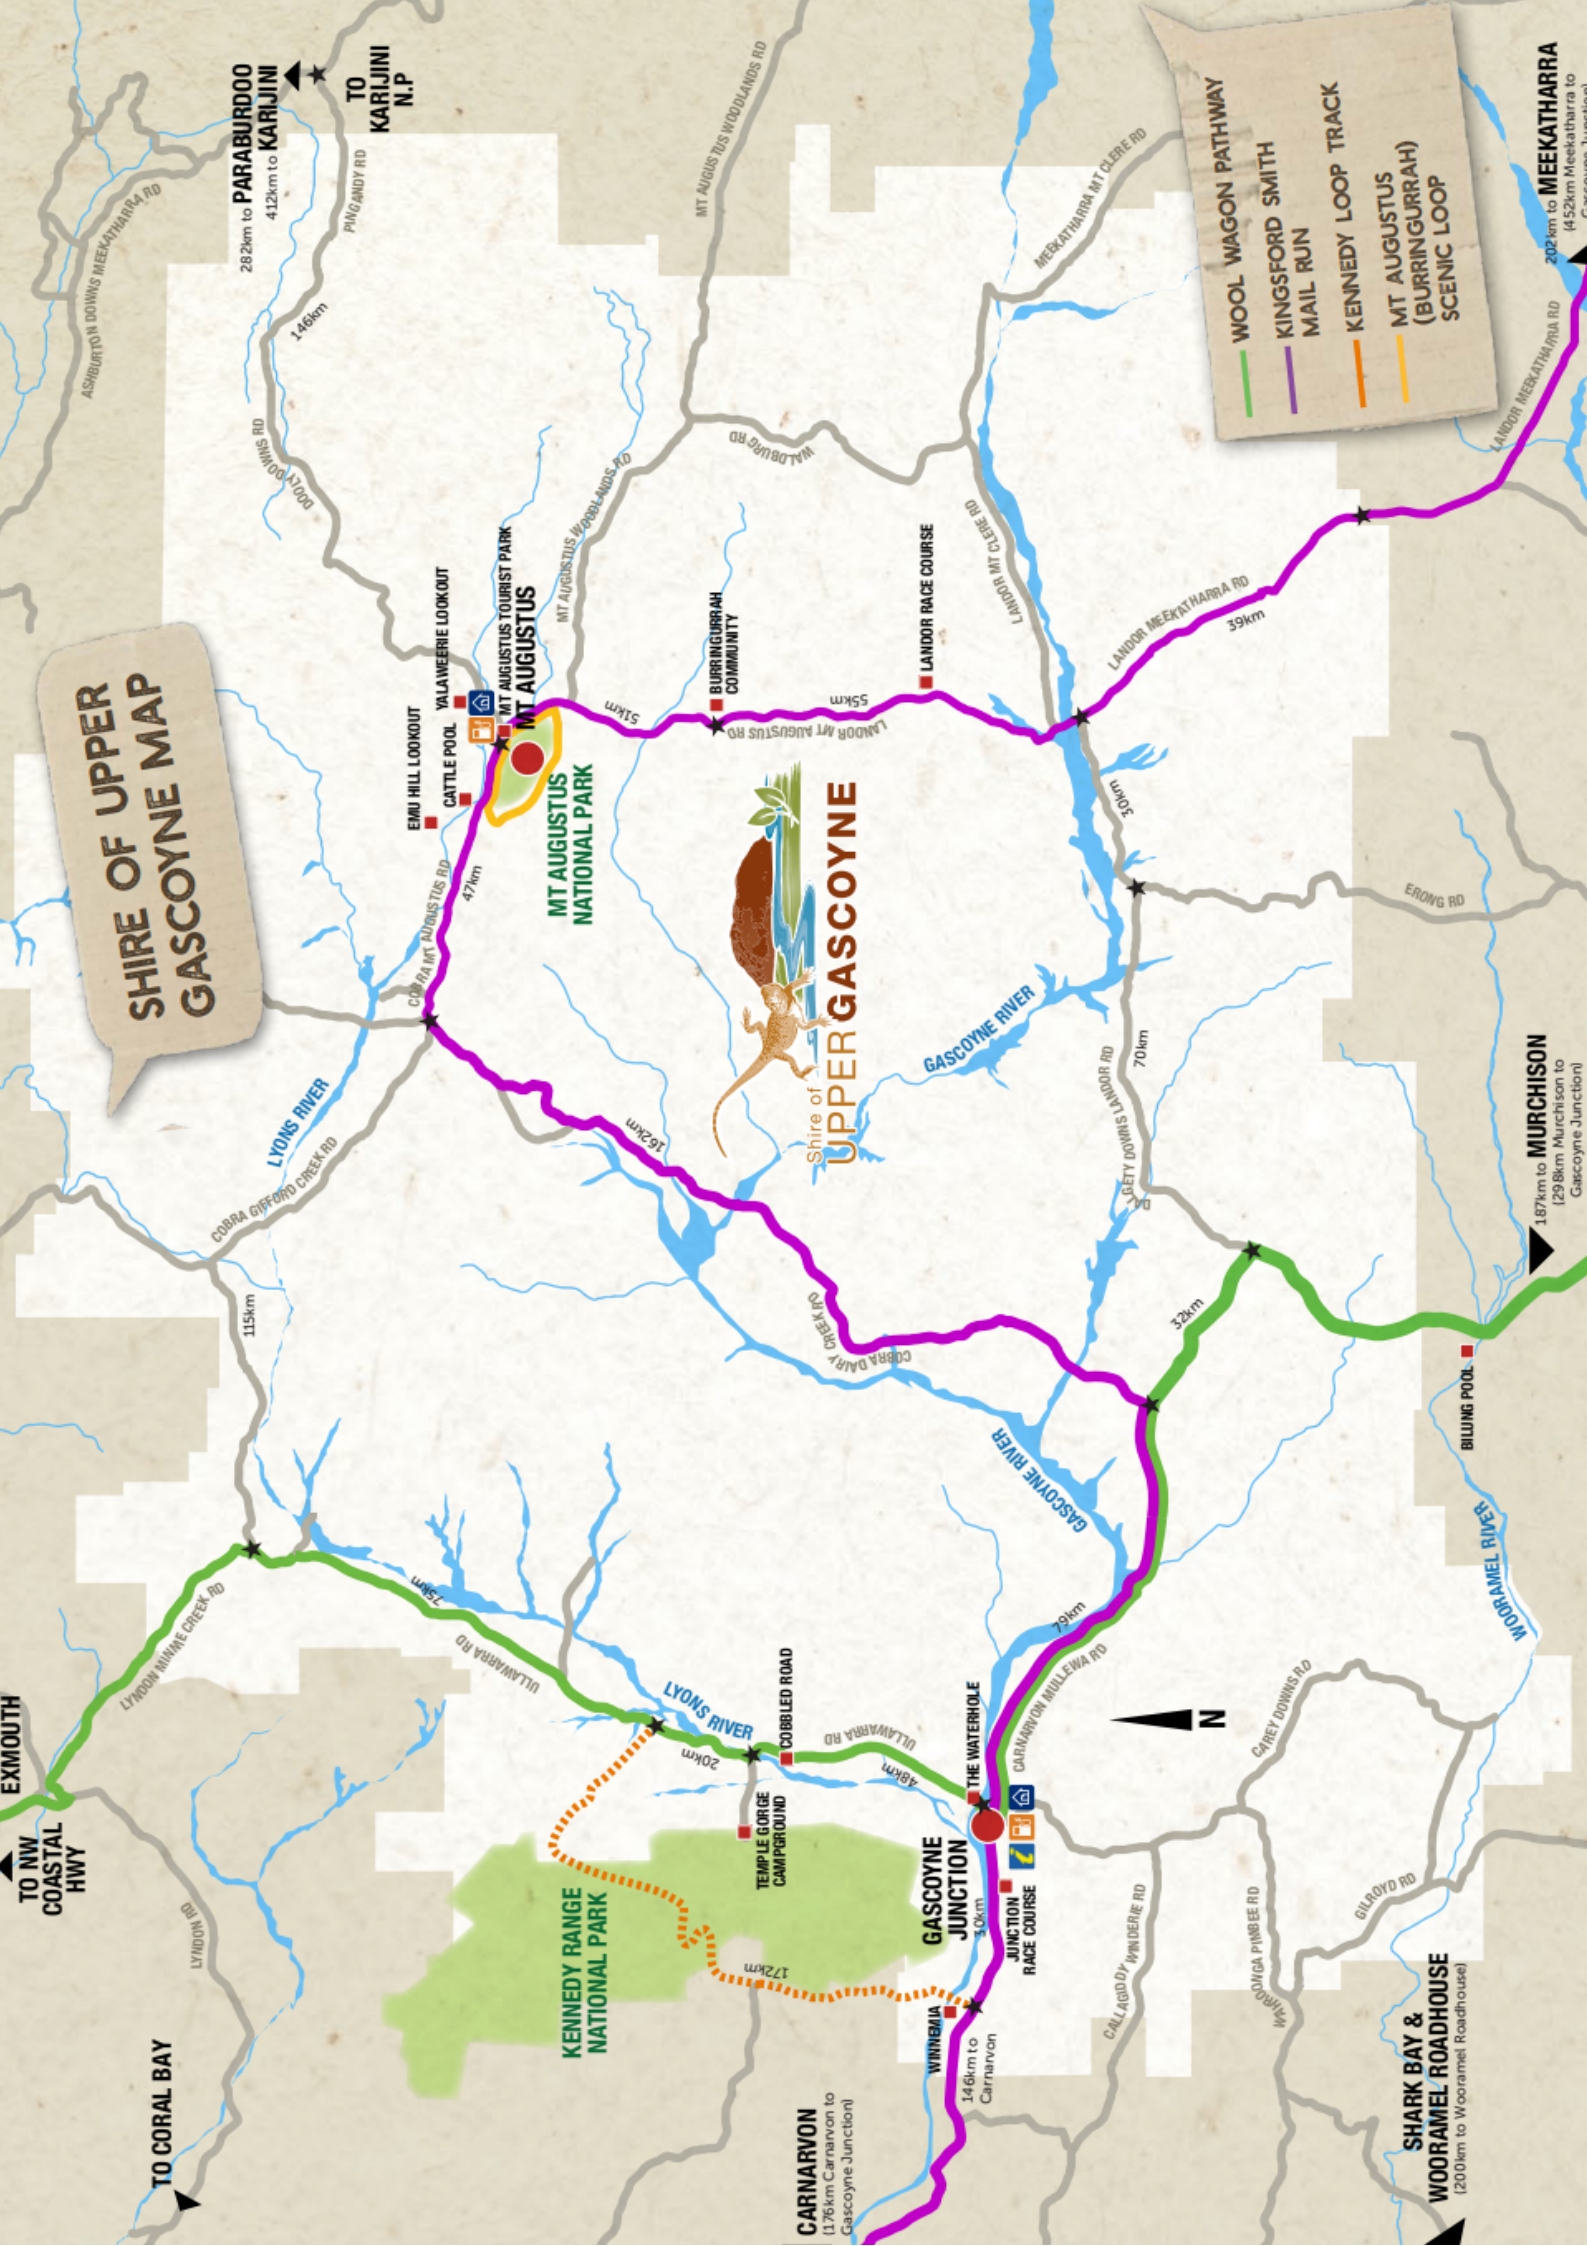 SHIRE OF UPPER
GASCOYNE MAP
EXMOUTH
TO NW
COASTAL
HWY
TO CORAL BAY
LYNDON RD
LYNDON MINME CREEK RD
115km
COBRA GIFFORD CREEK RD
LYONS RIVER
COBRA MT AUGUSTUS RD
47km
EMU HILL LOOKOUT
CATTLE POOL
YALAWEERIE LOOKOUT
MT AUGUSTUS TOURIST PARK
MT AUGUSTUS
MT AUGUSTUS
NATIONAL PARK
DOOLY DOWNS RD
146km
ASHBURTON DOWNS MEEKATHARRA RD
282km to PARABURDOO
412km to KARIJINI
TO
KARIJINI
N.P
PINGANDY RD
MT AUGUSTUS WOODLANDS RD
MT AUGUSTUS WOODLANDS RD
WALDBURG RD
51km
BURRINGURRAH
COMMUNITY
LANDOR MT AUGUSTUS RD
55km
LANDOR RACE COURSE
LANDOR MT CLERE RD
MEEKATHARRA MT CLERE RD
75km
ULLAWARRA RD
LYONS RIVER
20km
COBBLED ROAD
ULLAWARRA RD
48km
THE WATERHOLE
TEMPLE GORGE
CAMPGROUND
KENNEDY RANGE
NATIONAL PARK
172km
GASCOYNE
JUNCTION
30km
JUNCTION
RACE COURSE
WINNEMIA
146km to
Carnarvon
CARNARVON
(176km Carnarvon to
Gascoyne Junction)
162km
COBRA DAIRY CREEK RD
Shire of
UPPER GASCOYNE
GASCOYNE RIVER
GASCOYNE RIVER
79km
CARNARVON MULLEWA RD
N
32km
DALGETY DOWNS LANDOR RD
70km
30km
ERONG RD
LANDOR MEEKATHARRA RD
39km
LANDOR MEEKATHARRA RD
WOOL WAGON PATHWAY
KINGSFORD SMITH
MAIL RUN
KENNEDY LOOP TRACK
MT AUGUSTUS
(BURRINGURRAH)
SCENIC LOOP
202km to MEEKATHARRA
(452km Meekatharra to
Gascoyne Junction)
187km to MURCHISON
(298km Murchison to
Gascoyne Junction)
BILUNG POOL
WOORAMEL RIVER
CAREY DOWNS RD
CALLAGIDDY WINDERIE RD
WAHROONGA PIMBEE RD
GILROYD RD
SHARK BAY &
WOORAMEL ROADHOUSE
(200km to Wooramel Roadhouse)